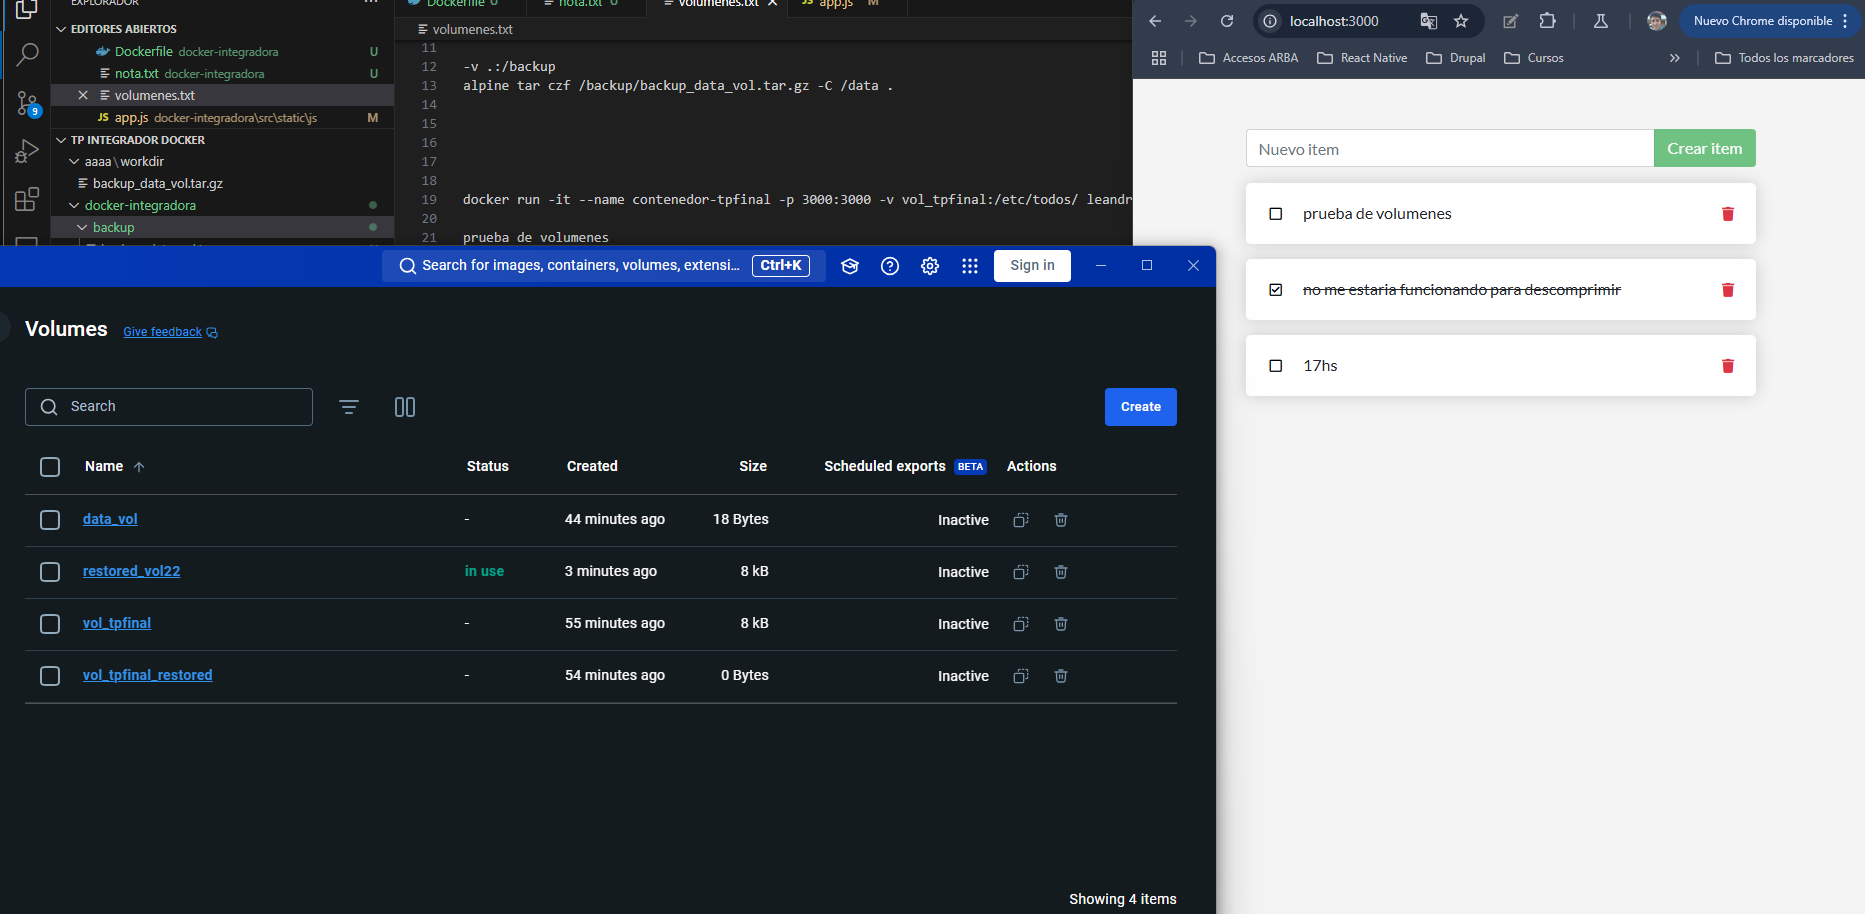 EXPLORADOR
EDITORES ABIERTOS
Dockerfile docker-integradora U
nota.txt docker-integradora U
volumenes.txt
JS app.js docker-integradora\src\static\js M
9
TP INTEGRADOR DOCKER
aaaa\workdir
backup_data_vol.tar.gz
docker-integradora
backup
Dockerfile U
nota.txt U
volumenes.txt
JS app.js M
volumenes.txt
11
12 -v .:/backup
13 alpine tar czf /backup/backup_data_vol.tar.gz -C /data .
14
15
16
17
18
19 docker run -it --name contenedor-tpfinal -p 3000:3000 -v vol_tpfinal:/etc/todos/ leandr
20
21 prueba de volumenes
localhost:3000
Nuevo Chrome disponible
Accesos ARBA
React Native
Drupal
Cursos
Todos los marcadores
Nuevo item
Crear item
prueba de volumenes
no me estaria funcionando para descomprimir
17hs
Search for images, containers, volumes, extensi... Ctrl+K
Sign in
Volumes Give feedback
Search
Create
Name Status Created Size Scheduled exports BETA Actions
data_vol - 44 minutes ago 18 Bytes Inactive
restored_vol22 in use 3 minutes ago 8 kB Inactive
vol_tpfinal - 55 minutes ago 8 kB Inactive
vol_tpfinal_restored - 54 minutes ago 0 Bytes Inactive
Showing 4 items